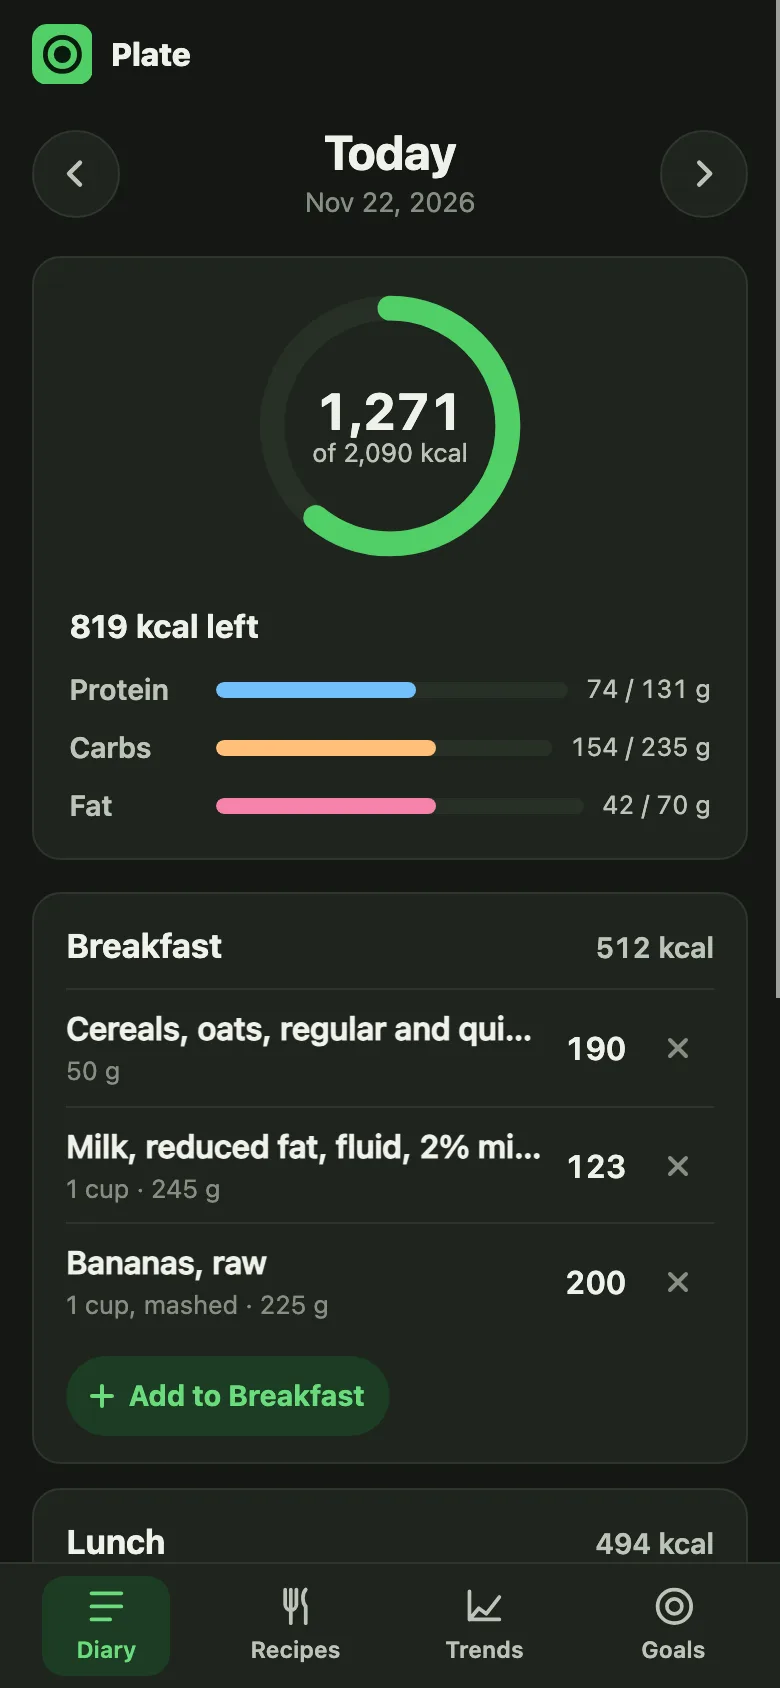 Plate
Today
Nov 22, 2026
1,271
of 2,090 kcal
819 kcal left
Protein 74 / 131 g
Carbs 154 / 235 g
Fat 42 / 70 g
Breakfast 512 kcal
Cereals, oats, regular and qui... 190
50 g
Milk, reduced fat, fluid, 2% mi... 123
1 cup · 245 g
Bananas, raw 200
1 cup, mashed · 225 g
+ Add to Breakfast
Lunch 494 kcal
Diary Recipes Trends Goals